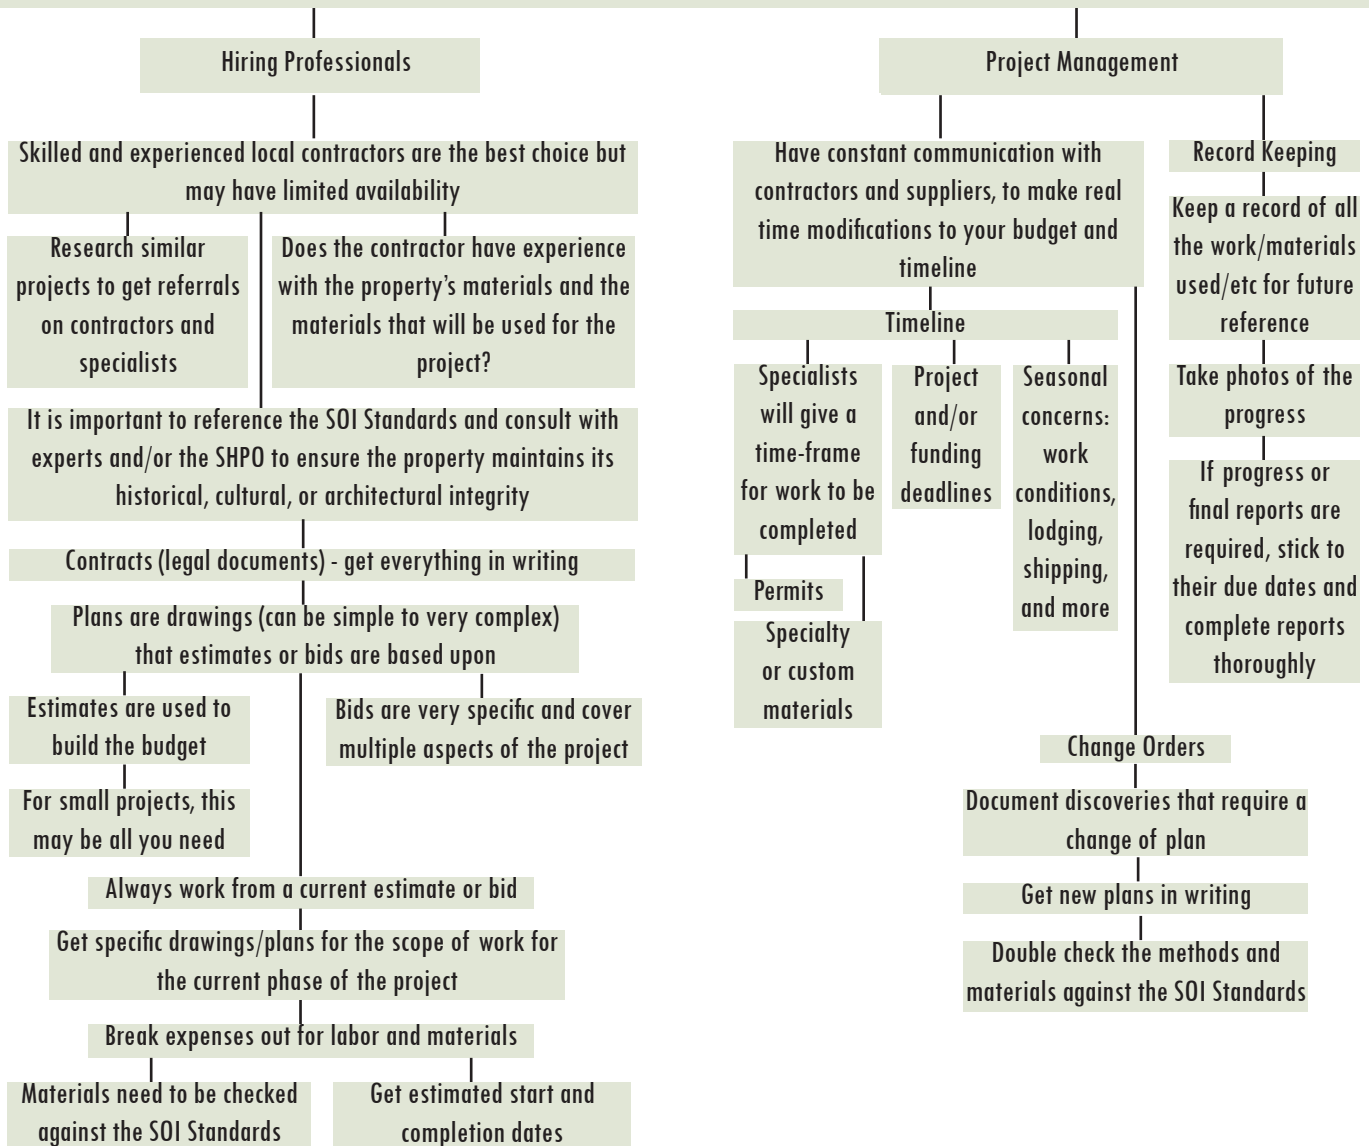 Hiring Professionals
Skilled and experienced local contractors are the best choice but
may have limited availability
Research similar
projects to get referrals
on contractors and
specialists
Does the contractor have experience
with the property's materials and the
materials that will be used for the
project?
It is important to reference the SOI Standards and consult with
experts and/or the SHPO to ensure the property maintains its
historical, cultural, or architectural integrity
Contracts (legal documents) - get everything in writing
Plans are drawings (can be simple to very complex)
that estimates or bids are based upon
Estimates are used to
build the budget
For small projects, this
may be all you need
Bids are very specific and cover
multiple aspects of the project
Always work from a current estimate or bid
Get specific drawings/plans for the scope of work for
the current phase of the project
Break expenses out for labor and materials
Materials need to be checked
against the SOI Standards
Get estimated start and
completion dates
Project Management
Have constant communication with
contractors and suppliers, to make real
time modifications to your budget and
timeline
Timeline
Specialists
will give a
time-frame
for work to be
completed
Permits
Specialty
or custom
materials
Project
and/or
funding
deadlines
Seasonal
concerns:
work
conditions,
lodging,
shipping,
and more
Change Orders
Document discoveries that require a
change of plan
Get new plans in writing
Double check the methods and
materials against the SOI Standards
Record Keeping
Keep a record of all
the work/materials
used/etc for future
reference
Take photos of the
progress
If progress or
final reports are
required, stick to
their due dates and
complete reports
thoroughly